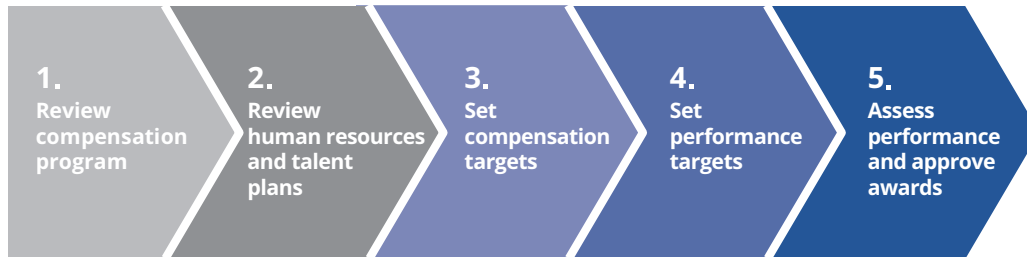 1.
Review
compensation
program
2.
Review
human resources
and talent
plans
3.
Set
compensation
targets
4.
Set
performance
targets
5.
Assess
performance
and approve
awards